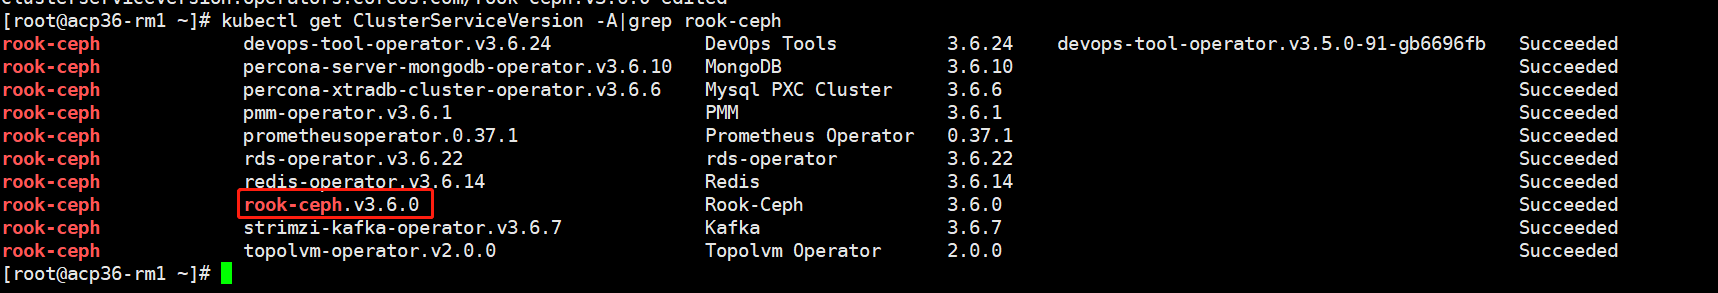 clusterserviceversion.operators.coreos.com/rook-ceph.v3.6.0 edited
[root@acp36-rm1 ~]# kubectl get ClusterServiceVersion -A|grep rook-ceph
rook-ceph devops-tool-operator.v3.6.24 DevOps Tools 3.6.24 devops-tool-operator.v3.5.0-91-gb6696fb Succeeded
rook-ceph percona-server-mongodb-operator.v3.6.10 MongoDB 3.6.10 Succeeded
rook-ceph percona-xtradb-cluster-operator.v3.6.6 Mysql PXC Cluster 3.6.6 Succeeded
rook-ceph pmm-operator.v3.6.1 PMM 3.6.1 Succeeded
rook-ceph prometheusoperator.0.37.1 Prometheus Operator 0.37.1 Succeeded
rook-ceph rds-operator.v3.6.22 rds-operator 3.6.22 Succeeded
rook-ceph redis-operator.v3.6.14 Redis 3.6.14 Succeeded
rook-ceph rook-ceph.v3.6.0 Rook-Ceph 3.6.0 Succeeded
rook-ceph strimzi-kafka-operator.v3.6.7 Kafka 3.6.7 Succeeded
rook-ceph topolvm-operator.v2.0.0 Topolvm Operator 2.0.0 Succeeded
[root@acp36-rm1 ~]#